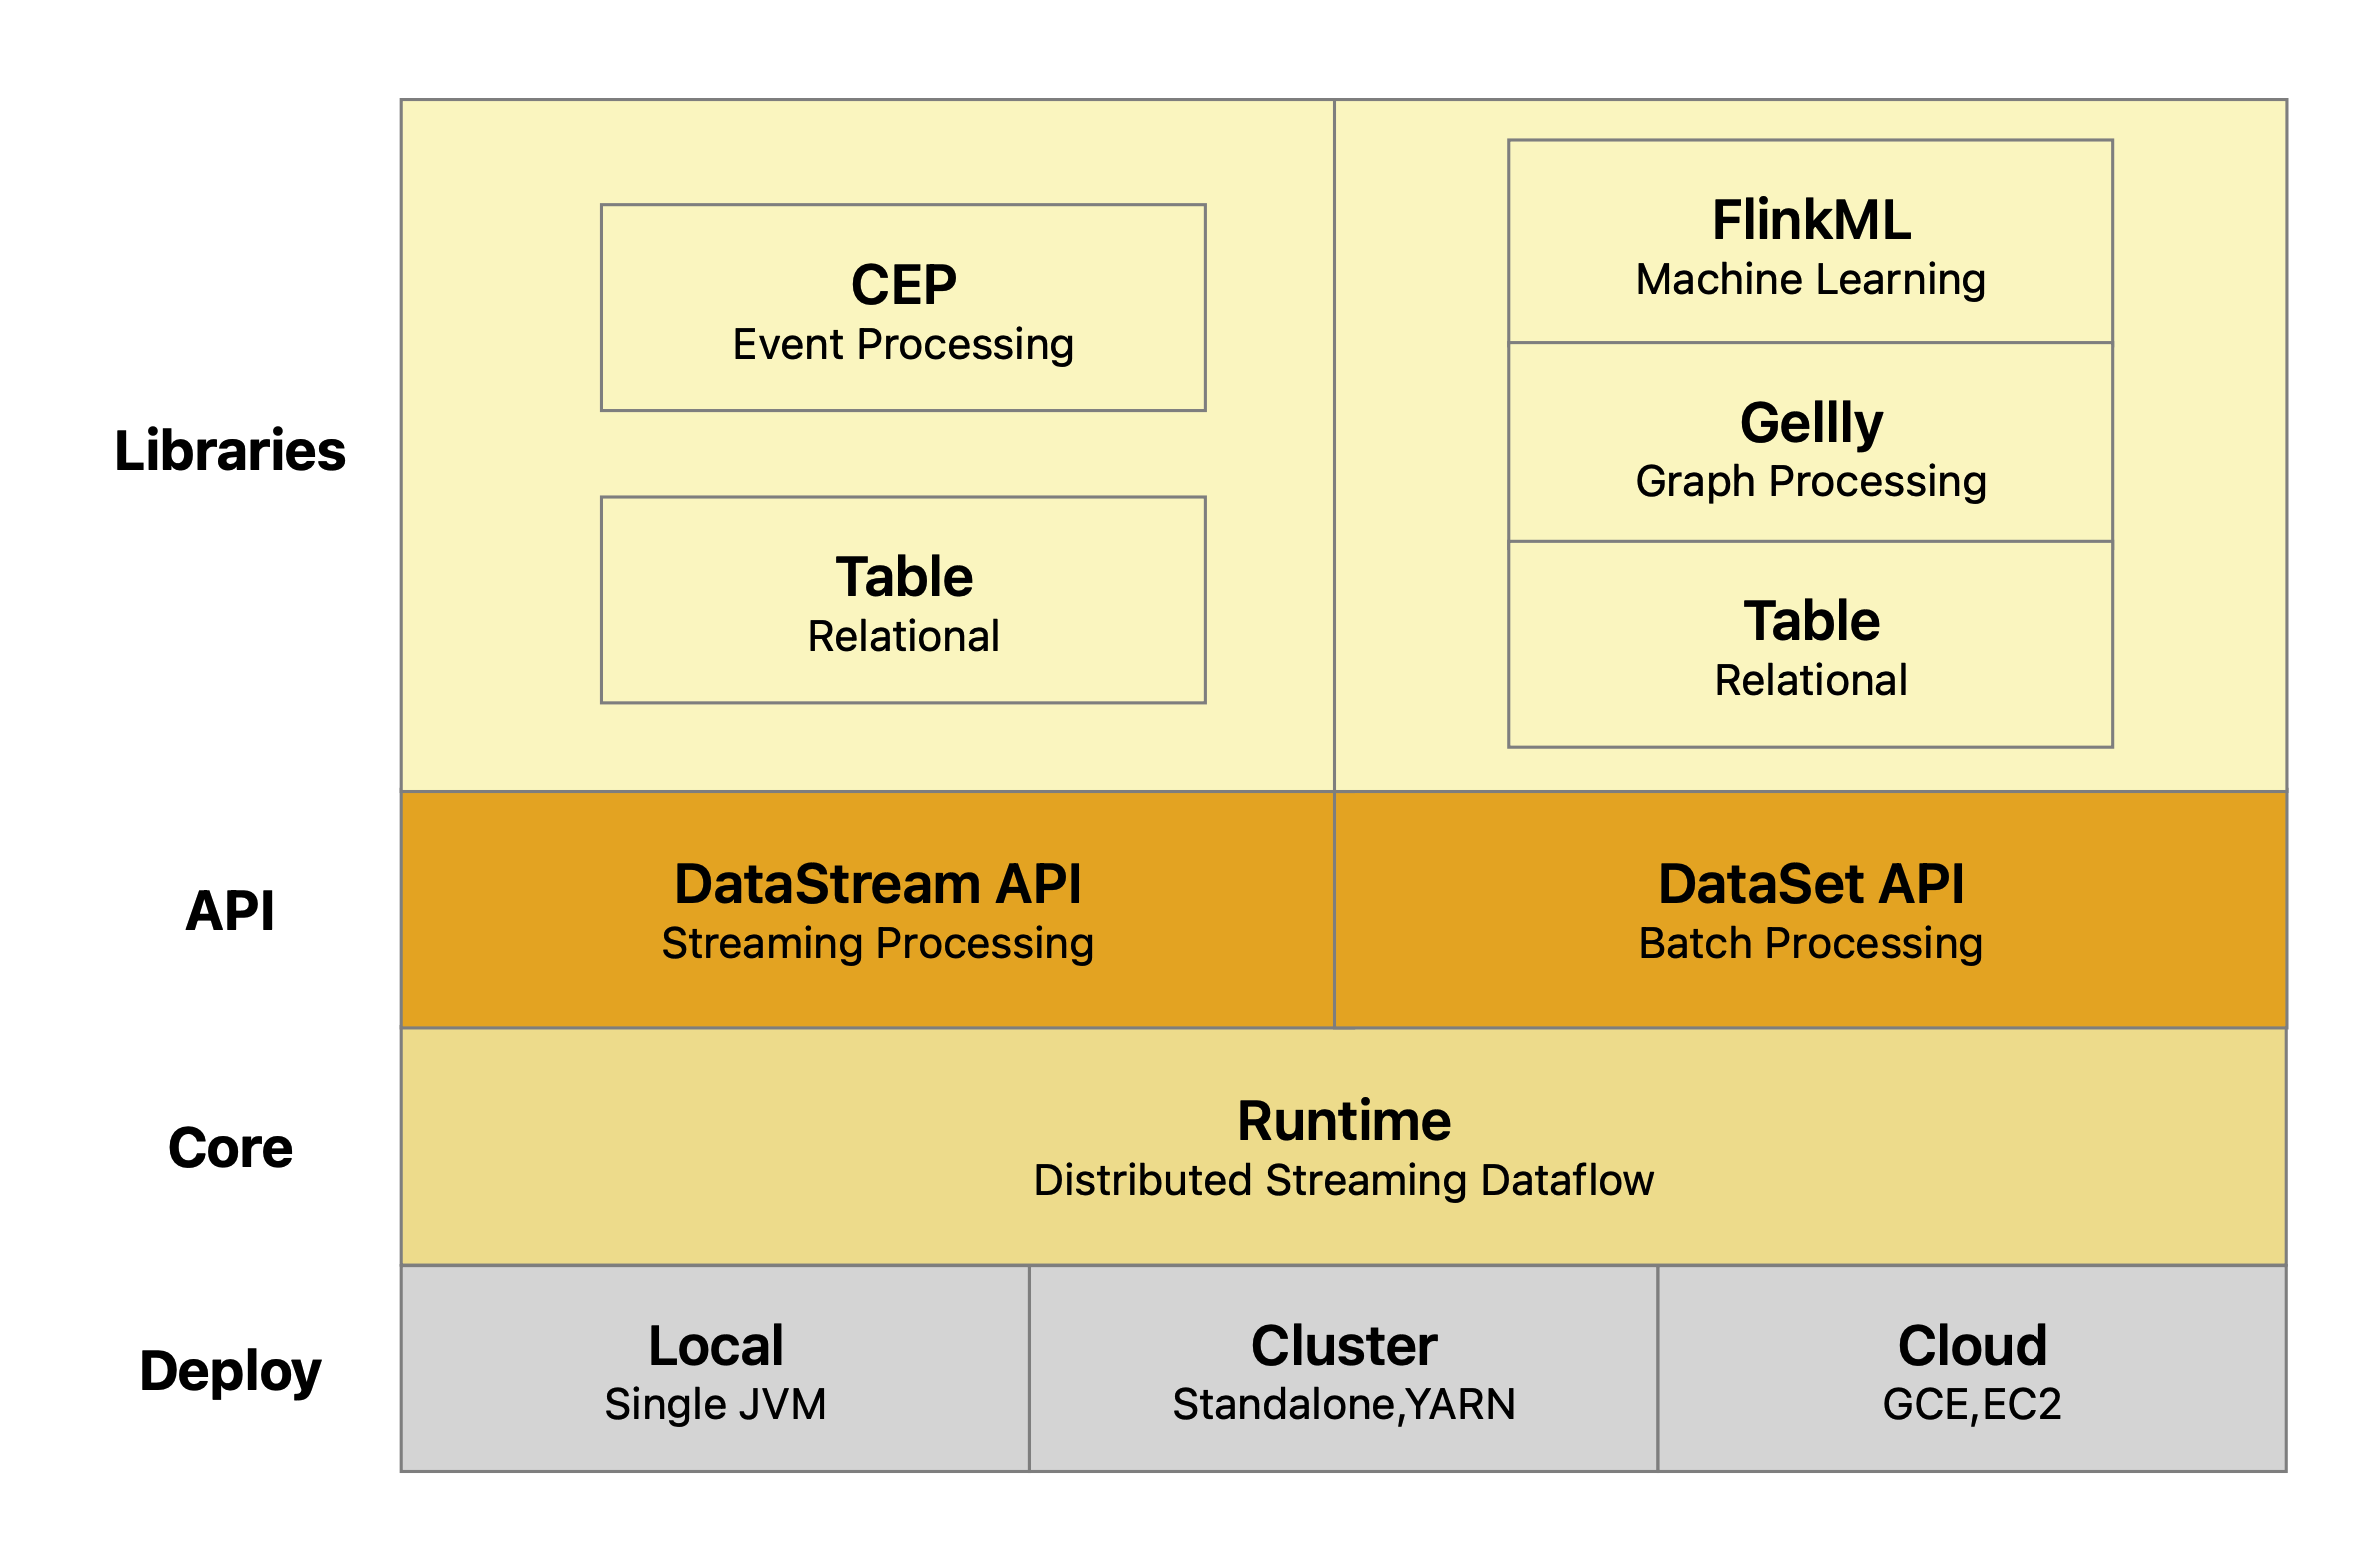 Libraries
CEP
Event Processing
Table
Relational
FlinkML
Machine Learning
Gellly
Graph Processing
Table
Relational
API
DataStream API
Streaming Processing
DataSet API
Batch Processing
Core
Runtime
Distributed Streaming Dataflow
Deploy
Local
Single JVM
Cluster
Standalone,YARN
Cloud
GCE,EC2